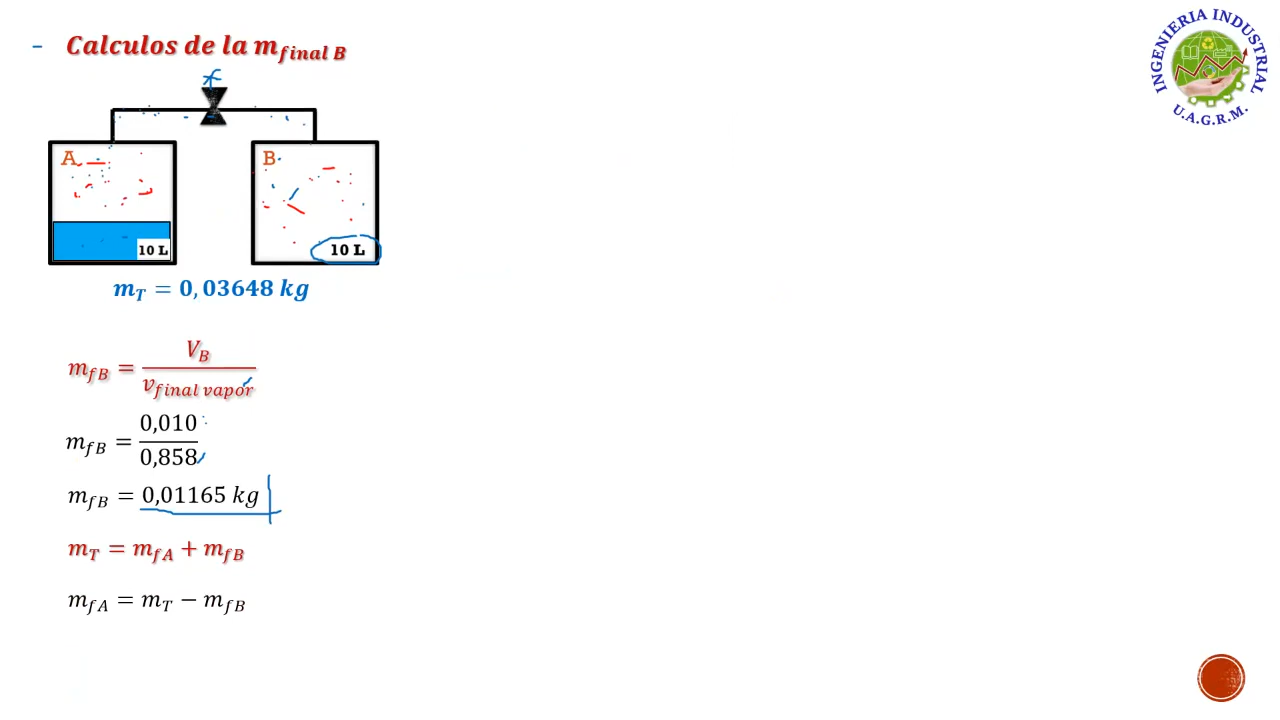 - Calculos de la m_final B
INGENIERIA INDUSTRIAL
U.A.G.R.M.
A
B
10 L
10 L
m_T = 0,03648 kg
m_fB = V_B / v_final vapor
m_fB = 0,010 / 0,858
m_fB = 0,01165 kg
m_T = m_fA + m_fB
m_fA = m_T − m_fB